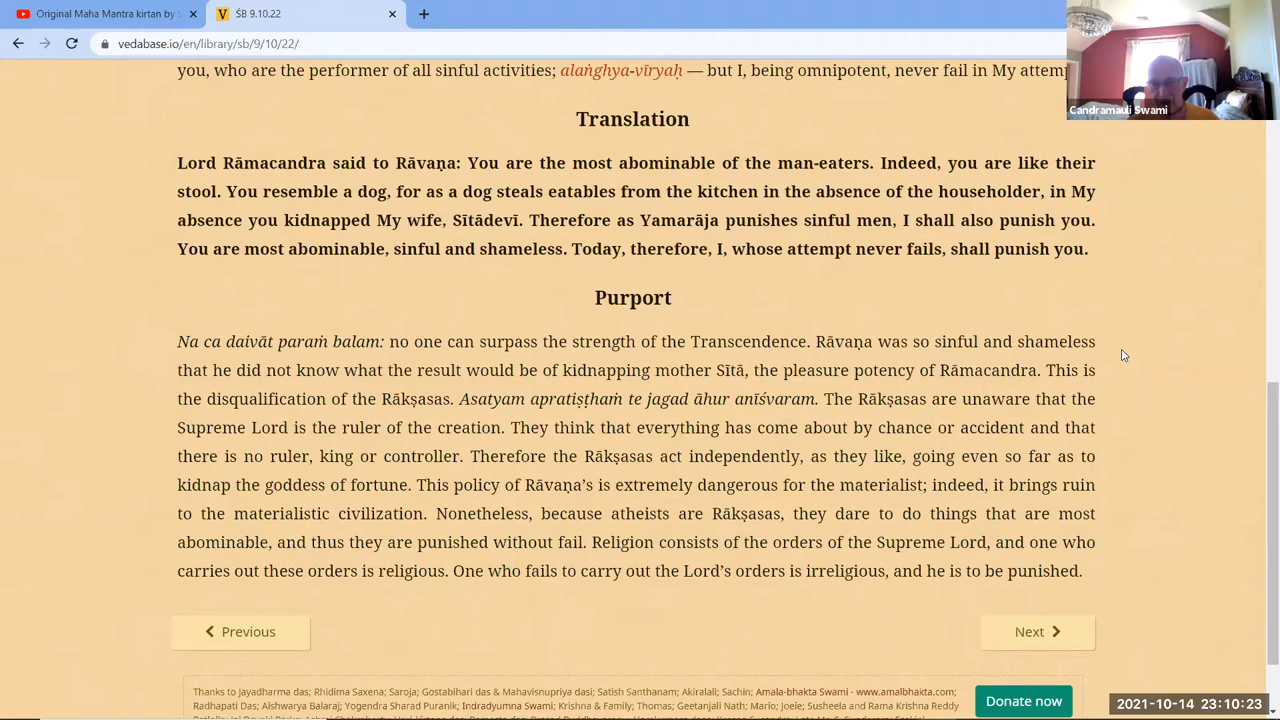 Original Maha Mantra kirtan by
ŚB 9.10.22
vedabase.io/en/library/sb/9/10/22/
Candramauli Swami
you, who are the performer of all sinful activities; alaṅghya-vīryaḥ — but I, being omnipotent, never fail in My attemp
Translation
Lord Rāmacandra said to Rāvaṇa: You are the most abominable of the man-eaters. Indeed, you are like their
stool. You resemble a dog, for as a dog steals eatables from the kitchen in the absence of the householder, in My
absence you kidnapped My wife, Sītādevī. Therefore as Yamarāja punishes sinful men, I shall also punish you.
You are most abominable, sinful and shameless. Today, therefore, I, whose attempt never fails, shall punish you.
Purport
Na ca daivāt paraṁ balam: no one can surpass the strength of the Transcendence. Rāvaṇa was so sinful and shameless
that he did not know what the result would be of kidnapping mother Sītā, the pleasure potency of Rāmacandra. This is
the disqualification of the Rākṣasas. Asatyam apratiṣṭhaṁ te jagad āhur anīśvaram. The Rākṣasas are unaware that the
Supreme Lord is the ruler of the creation. They think that everything has come about by chance or accident and that
there is no ruler, king or controller. Therefore the Rākṣasas act independently, as they like, going even so far as to
kidnap the goddess of fortune. This policy of Rāvaṇa’s is extremely dangerous for the materialist; indeed, it brings ruin
to the materialistic civilization. Nonetheless, because atheists are Rākṣasas, they dare to do things that are most
abominable, and thus they are punished without fail. Religion consists of the orders of the Supreme Lord, and one who
carries out these orders is religious. One who fails to carry out the Lord’s orders is irreligious, and he is to be punished.
Previous
Next
Thanks to Jayadharma das; Rhidima Saxena; Saroja; Gostabihari das & Mahavisnupriya dasi; Satish Santhanam; Akiralali; Sachin; Amala-bhakta Swami - www.amalbhakta.com;
Radhapati Das; Aishwarya Balaraj; Yogendra Sharad Puranik; Indradyumna Swami; Krishna & Family; Thomas; Geetanjali Nath; Mario; Joele; Susheela and Rama Krishna Reddy
Donate now
2021-10-14 23:10:23